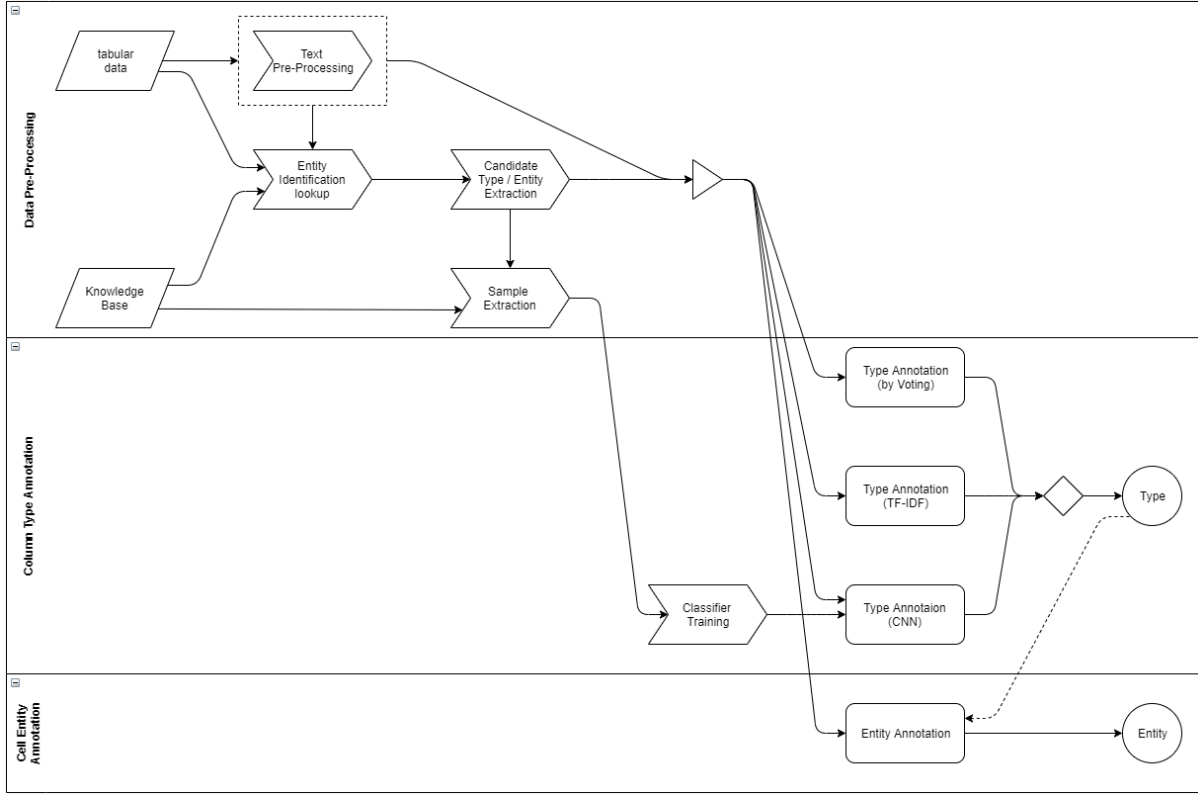 Data Pre-Processing
tabular
data
Text
Pre-Processing
Entity
Identification
lookup
Candidate
Type / Entity
Extraction
Knowledge
Base
Sample
Extraction
Column Type Annotation
Type Annotation
(by Voting)
Type Annotation
(TF-IDF)
Type
Classifier
Training
Type Annotaion
(CNN)
Cell Entity
Annotation
Entity Annotation
Entity